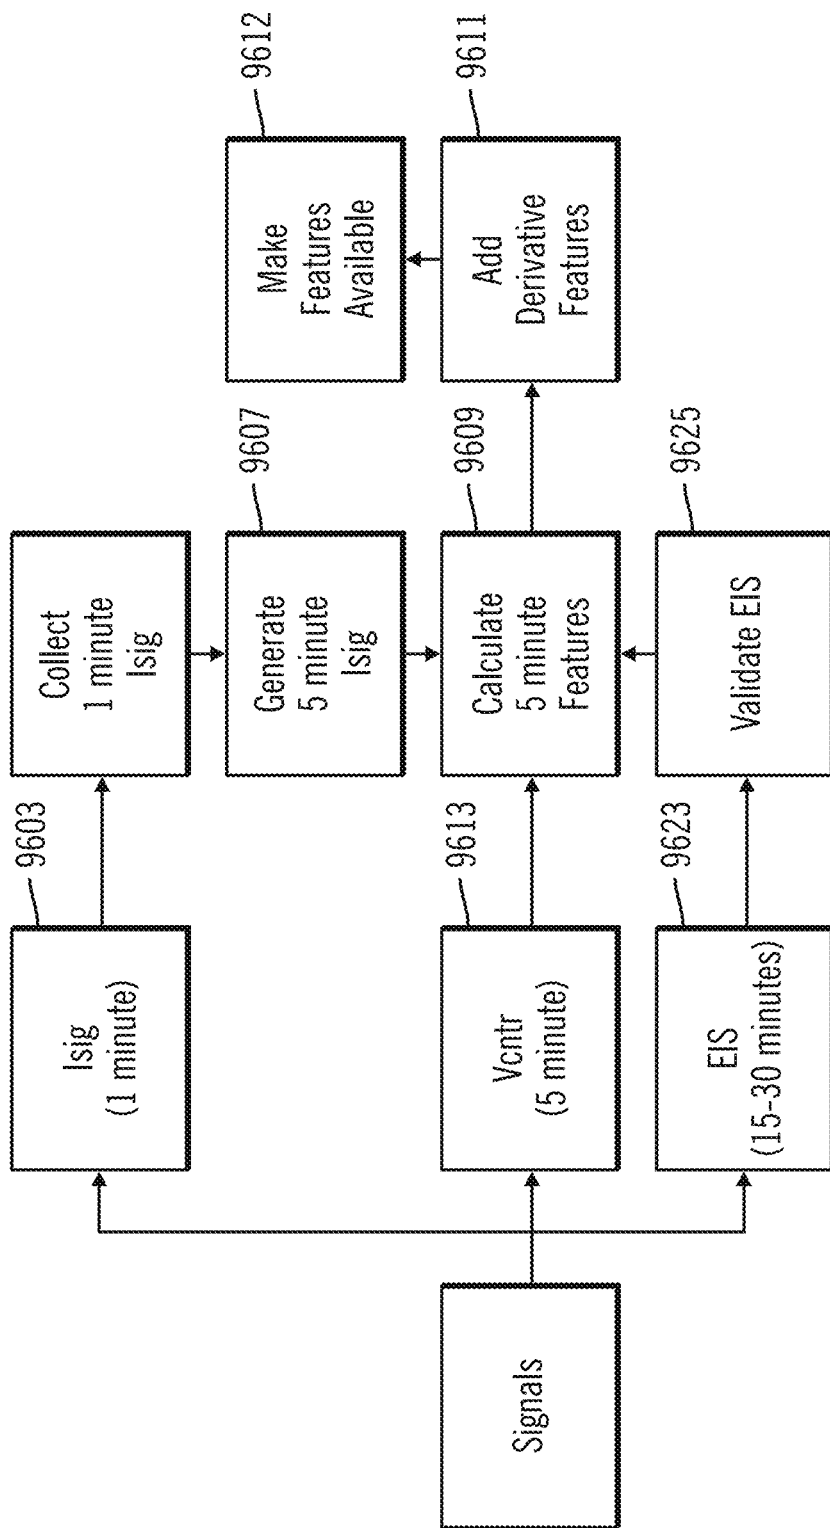 Signals
Isig
(1 minute)
9603
Collect
1 minute
Isig
Generate
5 minute
Isig
9607
Vcntr
(5 minute)
9613
Calculate
5 minute
Features
9609
EIS
(15-30 minutes)
9623
Validate EIS
9625
Add
Derivative
Features
9611
Make
Features
Available
9612